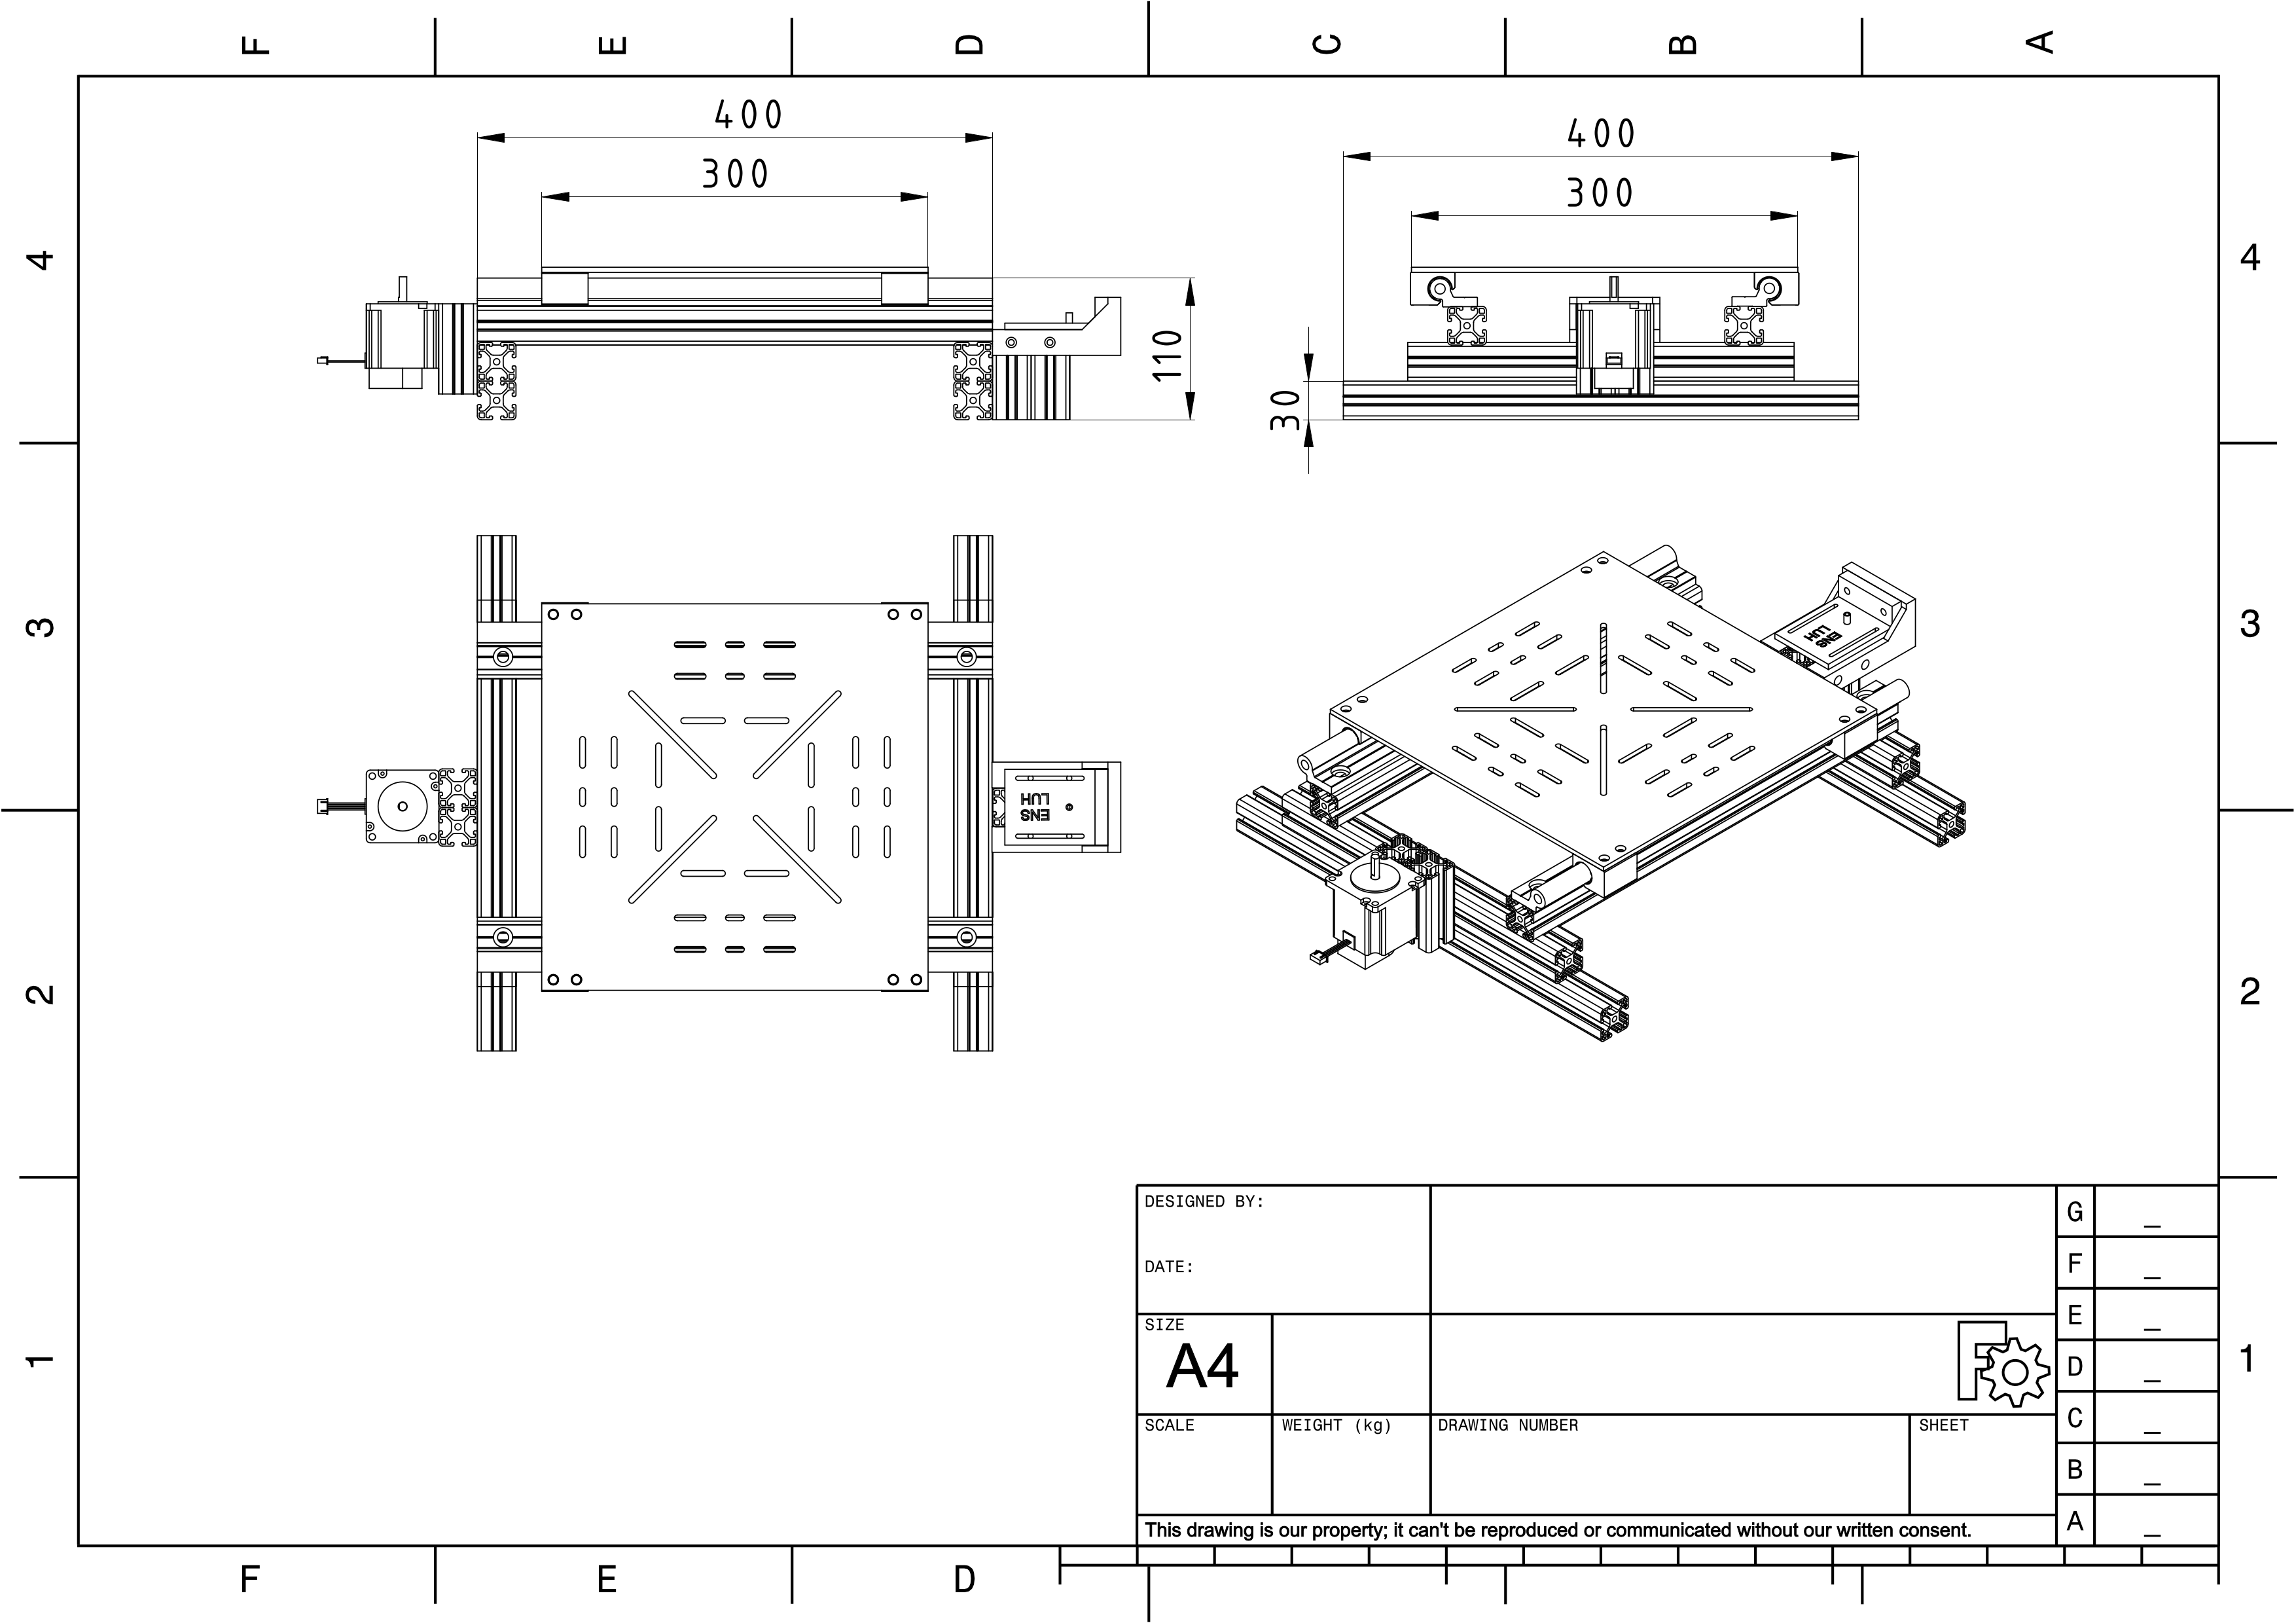 F E D C B A
400
400
300
300
4
4
110
30
3
3
ENS
LUH
ENS
LUH
2
2
DESIGNED BY:
G _
DATE:
F _
SIZE
E _
A4
D _
1
1
SCALE WEIGHT (kg) DRAWING NUMBER SHEET
C _
B _
This drawing is our property; it can't be reproduced or communicated without our written consent.
A _
F E D